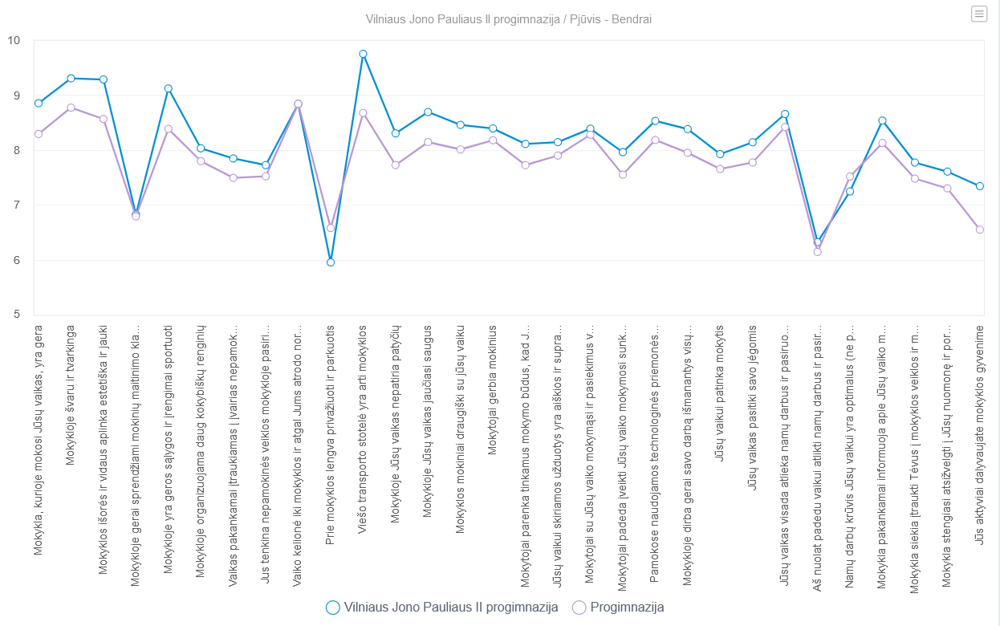 Vilniaus Jono Pauliaus II progimnazija / Pjūvis - Bendrai
10
9
8
7
6
5
Mokykla, kurioje mokosi Jūsų vaikas, yra gera
Mokykloje švaru ir tvarkinga
Mokyklos išorės ir vidaus aplinka estetiška ir jauki
Mokykloje gerai sprendžiami mokinių maitinimo kla...
Mokykloje yra geros sąlygos ir įrengimai sportuoti
Mokykloje organizuojama daug kokybiškų renginių
Vaikas pakankamai įtraukiamas į įvairias nepamok...
Jus tenkina nepamokinės veiklos mokykloje pasiri...
Vaiko kelionė iki mokyklos ir atgal Jums atrodo nor...
Prie mokyklos lengva privažiuoti ir parkuotis
Viešo transporto stotelė yra arti mokyklos
Mokykloje Jūsų vaikas nepatiria patyčių
Mokykloje Jūsų vaikas jaučiasi saugus
Mokyklos mokiniai draugiški su jūsų vaiku
Mokytojai gerbia mokinius
Mokytojai parenka tinkamus mokymo būdus, kad J...
Jūsų vaikui skiriamos užduotys yra aiškios ir supra...
Mokytojai su Jūsų vaiko mokymąsi ir pasiekimus v...
Mokytojai padeda įveikti Jūsų vaiko mokymosi sunk...
Pamokose naudojamos technologinės priemonės...
Mokykloje dirba gerai savo darbą išmanantys visų...
Jūsų vaikui patinka mokytis
Jūsų vaikas pasitiki savo jėgomis
Jūsų vaikas visada atlieka namų darbus ir pasiruo...
Aš nuolat padedu vaikui atlikti namų darbus ir pasir...
Namų darbų krūvis Jūsų vaikui yra optimalus (ne p...
Mokykla pakankamai informuoja apie Jūsų vaiko m...
Mokykla siekia įtraukti Tėvus į mokyklos veiklos ir m...
Mokykla stengiasi atsižvelgti į Jūsų nuomonę ir por...
Jūs aktyviai dalyvaujate mokyklos gyvenime
Vilniaus Jono Pauliaus II progimnazija
Progimnazija